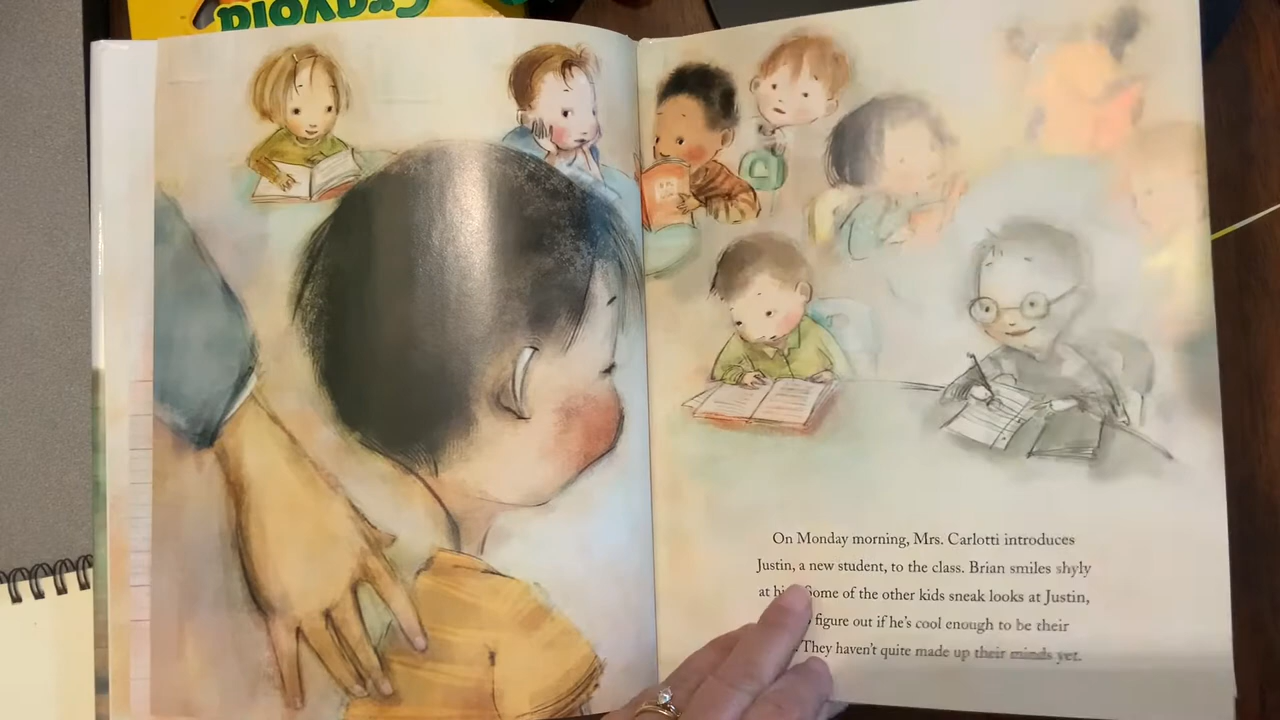 Crayola
On Monday morning, Mrs. Carlotti introduces
Justin, a new student, to the class. Brian smiles shyly
at Some of the other kids sneak looks at Justin,
figure out if he's cool enough to be their
They haven't quite made up their minds yet.